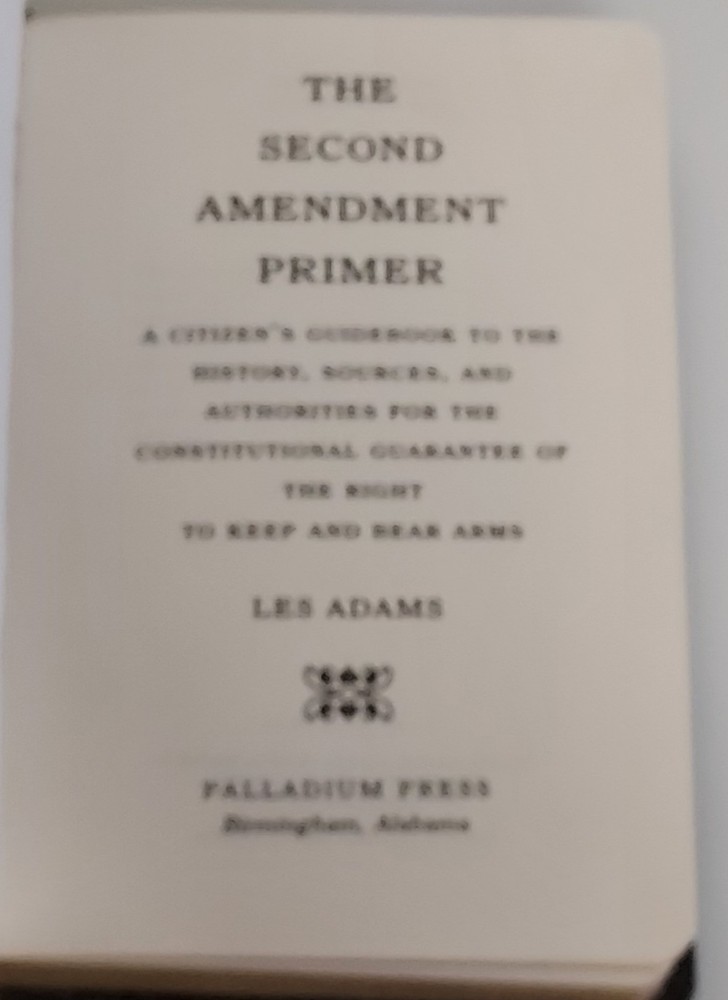 THE
SECOND
AMENDMENT
PRIMER
A CITIZEN'S GUIDEBOOK TO THE
HISTORY, SOURCES, AND
AUTHORITIES FOR THE
CONSTITUTIONAL GUARANTEE OF
THE RIGHT
TO KEEP AND BEAR ARMS
LES ADAMS
PALLADIUM PRESS
Birmingham, Alabama